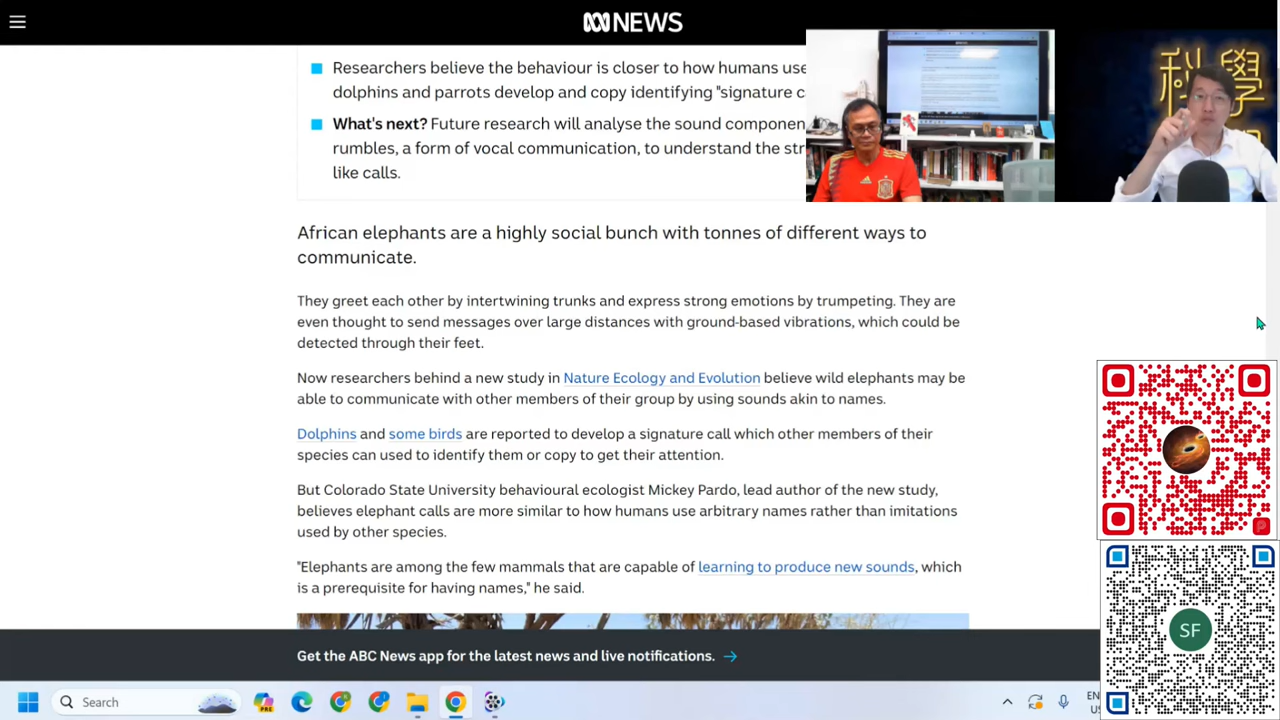 NEWS
Researchers believe the behaviour is closer to how humans use
dolphins and parrots develop and copy identifying "signature c
What's next? Future research will analyse the sound componen
rumbles, a form of vocal communication, to understand the str
like calls.
科學
African elephants are a highly social bunch with tonnes of different ways to
communicate.
They greet each other by intertwining trunks and express strong emotions by trumpeting. They are
even thought to send messages over large distances with ground-based vibrations, which could be
detected through their feet.
Now researchers behind a new study in Nature Ecology and Evolution believe wild elephants may be
able to communicate with other members of their group by using sounds akin to names.
Dolphins and some birds are reported to develop a signature call which other members of their
species can used to identify them or copy to get their attention.
But Colorado State University behavioural ecologist Mickey Pardo, lead author of the new study,
believes elephant calls are more similar to how humans use arbitrary names rather than imitations
used by other species.
"Elephants are among the few mammals that are capable of learning to produce new sounds, which
is a prerequisite for having names," he said.
SF
Get the ABC News app for the latest news and live notifications. →
Search
EN
US